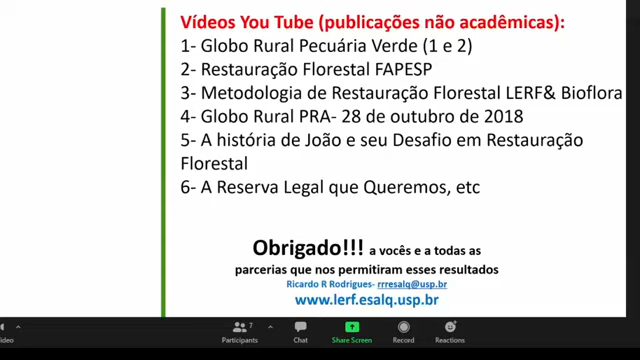 Vídeos You Tube (publicações não acadêmicas):
1- Globo Rural Pecuária Verde (1 e 2)
2- Restauração Florestal FAPESP
3- Metodologia de Restauração Florestal LERF& Bioflora
4- Globo Rural PRA- 28 de outubro de 2018
5- A história de João e seu Desafio em Restauração
Florestal
6- A Reserva Legal que Queremos, etc
Obrigado!!! a vocês e a todas as
parcerias que nos permitiram esses resultados
Ricardo R Rodrigues- rrresalq@usp.br
www.lerf.esalq.usp.br
ideo
7
Participants
Chat
Share Screen
Record
Reactions